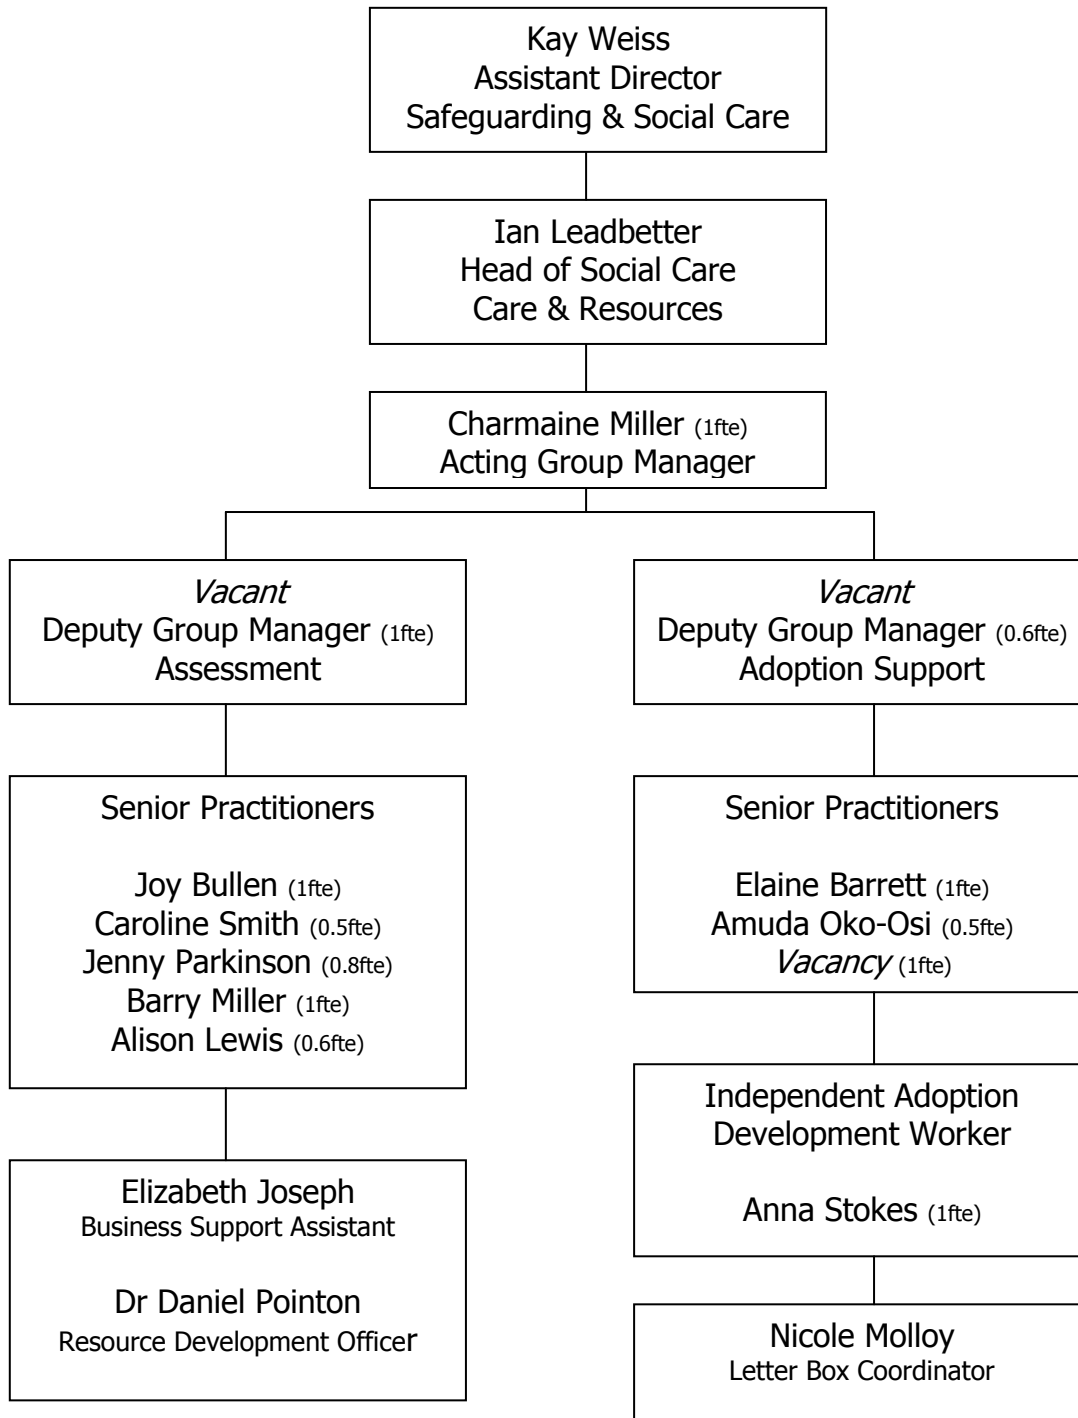 Kay Weiss
Assistant Director
Safeguarding & Social Care
Ian Leadbetter
Head of Social Care
Care & Resources
Charmaine Miller (1fte)
Acting Group Manager
Vacant
Deputy Group Manager (1fte)
Assessment
Vacant
Deputy Group Manager (0.6fte)
Adoption Support
Senior Practitioners
Joy Bullen (1fte)
Caroline Smith (0.5fte)
Jenny Parkinson (0.8fte)
Barry Miller (1fte)
Alison Lewis (0.6fte)
Senior Practitioners
Elaine Barrett (1fte)
Amuda Oko-Osi (0.5fte)
Vacancy (1fte)
Elizabeth Joseph
Business Support Assistant
Dr Daniel Pointon
Resource Development Officer
Independent Adoption
Development Worker
Anna Stokes (1fte)
Nicole Molloy
Letter Box Coordinator